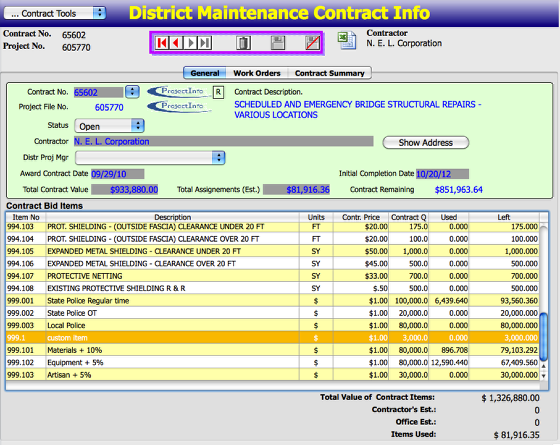 ... Contract Tools
District Maintenance Contract Info
Contract No. 65602
Project No. 605770
Contractor
N. E. L. Corporation
General Work Orders Contract Summary
Contract No. 65602 ProjectInfo R Contract Description.
Project File No. 605770 ProjectInfo SCHEDULED AND EMERGENCY BRIDGE STRUCTURAL REPAIRS -
VARIOUS LOCATIONS
Status Open
Contractor N. E. L. Corporation Show Address
Distr Proj Mgr
Award Contract Date 09/29/10 Initial Completion Date 10/20/12
Total Contract Value $933,880.00 Total Assignements (Est.) $81,916.36 Contract Remaining $851,963.64
Contract Bid Items
Item No Description Units Contr. Price Contract Q Used Left
994.103 PROT. SHIELDING - (OUTSIDE FASCIA) CLEARANCE UNDER 20 FT FT $20.00 175.0 0.000 175.000
994.104 PROT. SHIELDING - (OUTSIDE FASCIA) CLEARANCE OVER 20 FT FT $20.00 100.0 0.000 100.000
994.105 EXPANDED METAL SHIELDING - CLEARANCE UNDER 20 FT SY $50.00 1,000.0 0.000 1,000.000
994.106 EXPANDED METAL SHIELDING - CLEARANCE OVER 20 FT SY $45.00 500.0 0.000 500.000
994.107 PROTECTIVE NETTING SY $33.00 700.0 0.000 700.000
994.108 EXISTING PROTECTIVE SHIELDING R & R SY $.50 500.0 0.000 500.000
999.001 State Police Regular time $ $1.00 100,000.0 6,439.640 93,560.360
999.002 State Police OT $ $1.00 20,000.0 0.000 20,000.000
999.003 Local Police $ $1.00 80,000.0 0.000 80,000.000
999.1 custom item $ $1.00 3,000.0 0.000 3,000.000
999.101 Materials + 10% $ $1.00 80,000.0 896.708 79,103.292
999.102 Equipment + 5% $ $1.00 80,000.0 12,590.440 67,409.560
999.103 Artisan + 5% $ $1.00 30,000.0 0.000 30,000.000
Total Value of Contract Items: $ 1,326,880.00
Contractor's Est.: 0
Office Est.: 0
Items Used: $ 81,916.35